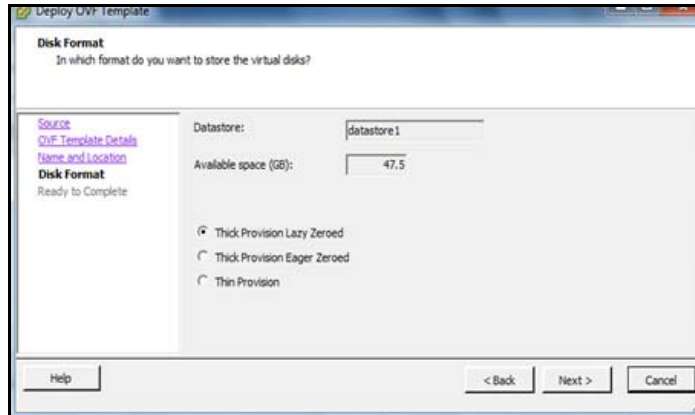 Deploy OVF Template
Disk Format
In which format do you want to store the virtual disks?
Source
OVF Template Details
Name and Location
Disk Format
Ready to Complete
Datastore:
datastore1
Available space (GB):
47.5
Thick Provision Lazy Zeroed
Thick Provision Eager Zeroed
Thin Provision
Help
< Back
Next >
Cancel